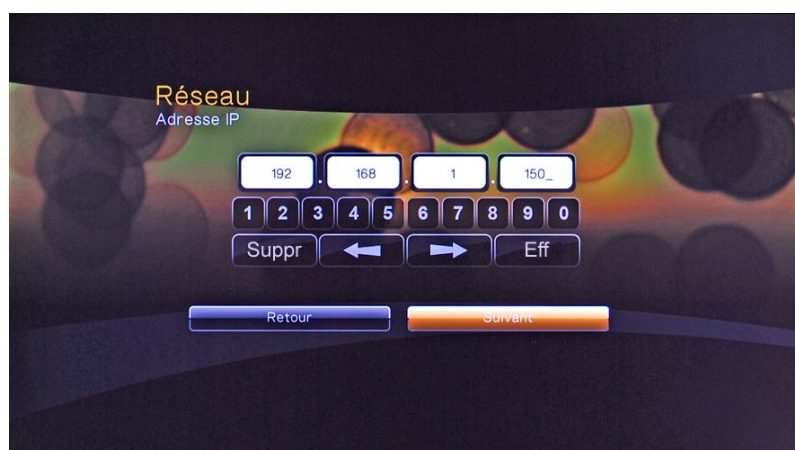 Réseau
Adresse IP
192 . 168 . 1 . 150_
1 2 3 4 5 6 7 8 9 0
Suppr Eff
Retour Suivant